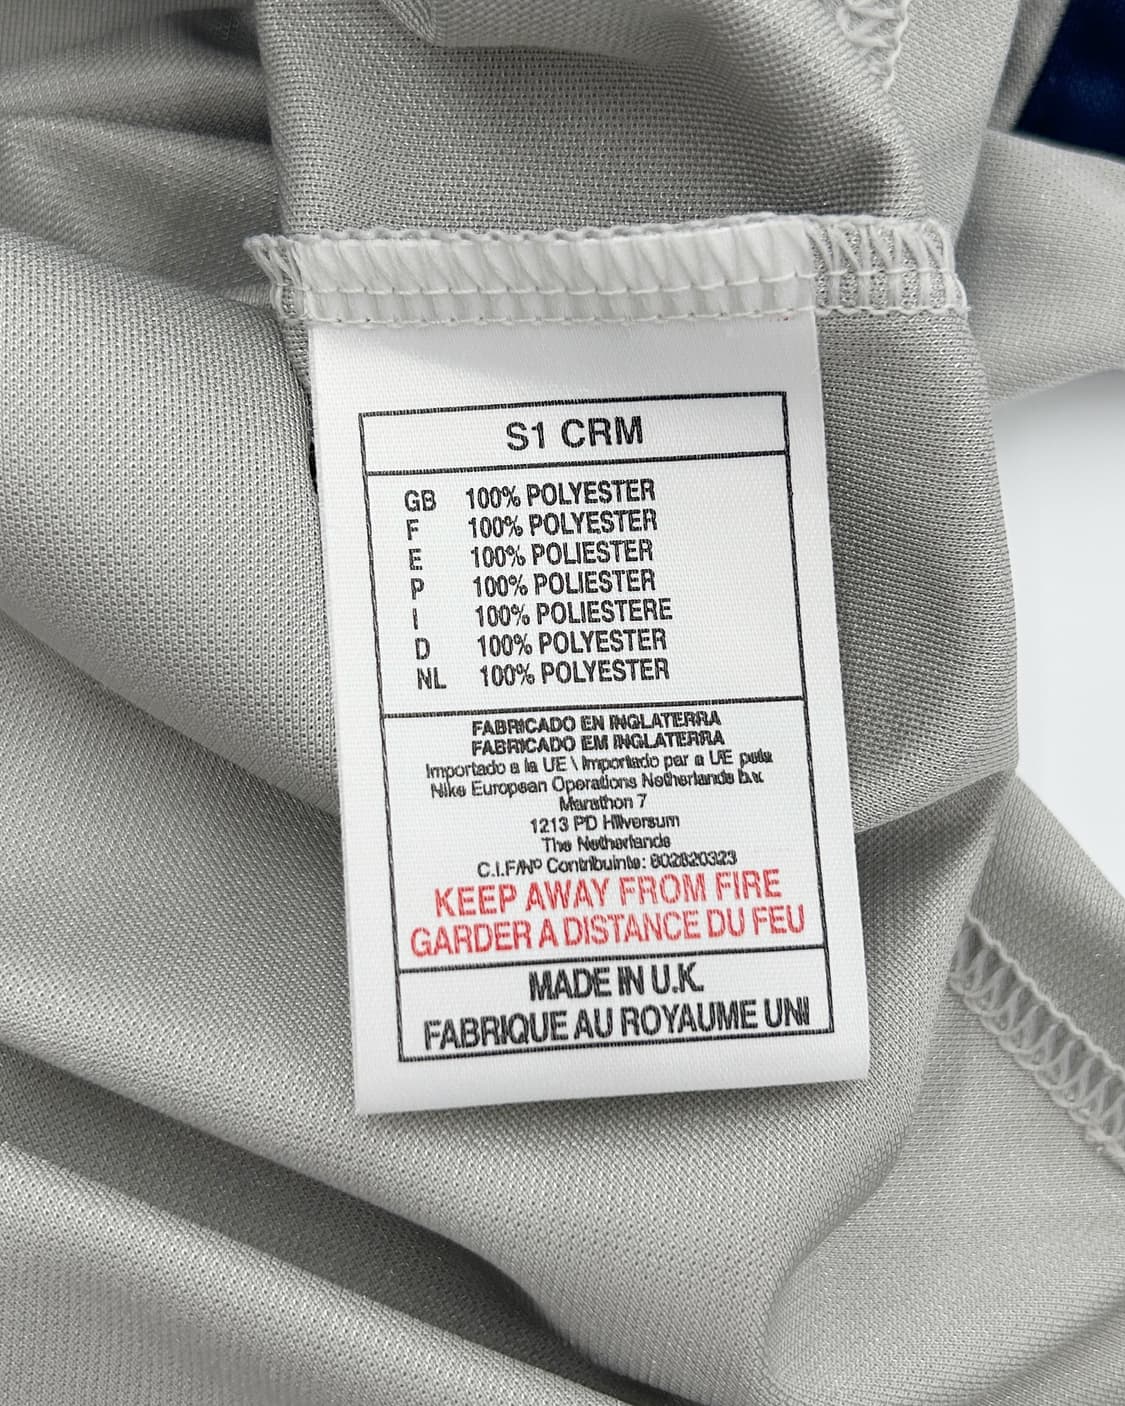 S1 CRM
GB 100% POLYESTER
F 100% POLYESTER
E 100% POLIESTER
P 100% POLIESTER
I 100% POLIESTERE
D 100% POLYESTER
NL 100% POLYESTER
FABRICADO EN INGLATERRA
FABRICADO EM INGLATERRA
Importado a la UE \ Importado par a UE pela
Nike European Operations Netherlands b.v.
Marathon 7
1213 PD Hilversum
The Netherlands
C.I.F/Nº Contribuinte: 802820323
KEEP AWAY FROM FIRE
GARDER A DISTANCE DU FEU
MADE IN U.K.
FABRIQUE AU ROYAUME UNI